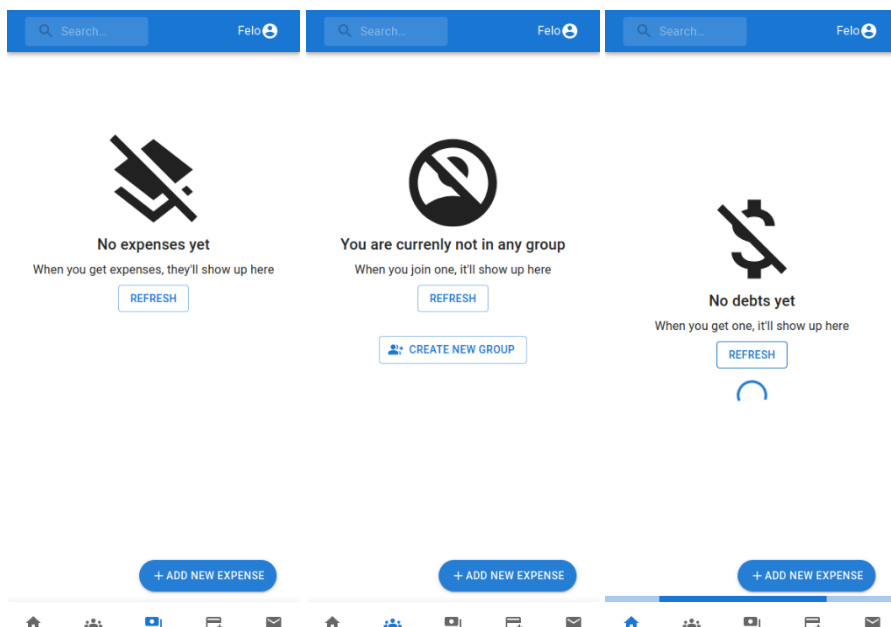 Search...
Felo
No expenses yet
When you get expenses, they'll show up here
REFRESH
+ ADD NEW EXPENSE
Search...
Felo
You are currenly not in any group
When you join one, it'll show up here
REFRESH
CREATE NEW GROUP
+ ADD NEW EXPENSE
Search...
Felo
No debts yet
When you get one, it'll show up here
REFRESH
+ ADD NEW EXPENSE